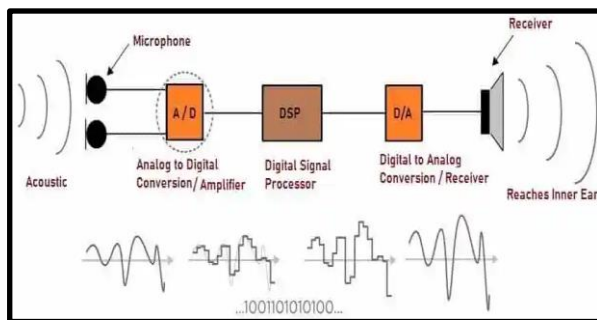 Receiver
Microphone
A/D
DSP
D/A
Acoustic
Analog to Digital
Conversion/Amplifier
Digital Signal
Processor
Digital to Analog
Conversion/Receiver
Reaches Inner Ear
...1001101010100...